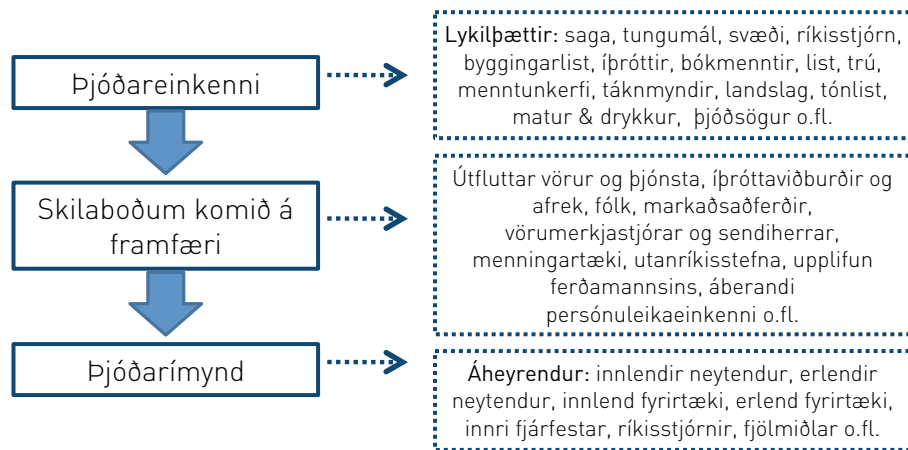 Þjóðareinkenni
Lykilþættir: saga, tungumál, svæði, ríkisstjórn,
byggingarlist, íþróttir, bókmenntir, list, trú,
menntunkerfi, táknmyndir, landslag, tónlist,
matur & drykkur, þjóðsögur o.fl.
Skilaboðum komið á
framfæri
Útfluttar vörur og þjónsta, íþróttaviðburðir og
afrek, fólk, markaðsaðferðir,
vörumerkjastjórar og sendiherrar,
menningartæki, utanríkisstefna, upplifun
ferðamannsins, áberandi
persónuleikaeinkenni o.fl.
Þjóðarímynd
Áheyrendur: innlendir neytendur, erlendir
neytendur, innlend fyrirtæki, erlend fyrirtæki,
innri fjárfestar, ríkisstjórnir, fjölmiðlar o.fl.